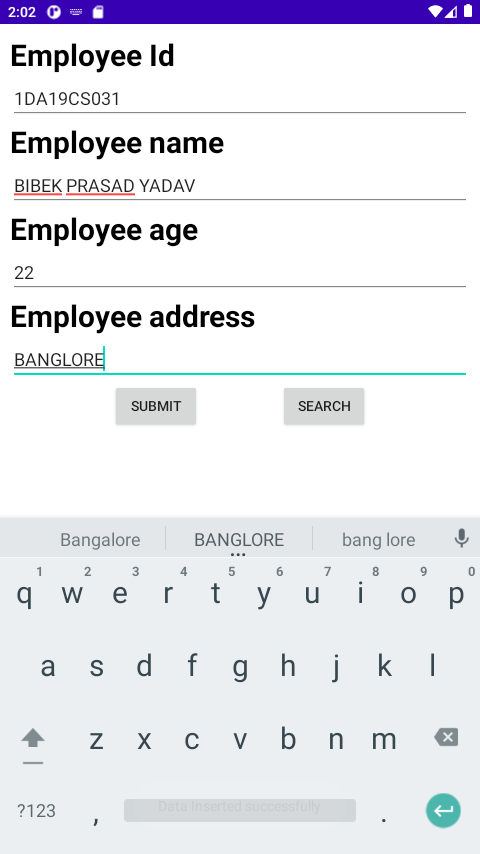 2:02
Employee Id
1DA19CS031
Employee name
BIBEK PRASAD YADAV
Employee age
22
Employee address
BANGLORE
SUBMIT SEARCH
Bangalore BANGLORE bang lore
1 2 3 4 5 6 7 8 9 0
q w e r t y u i o p
a s d f g h j k l
z x c v b n m
?123 , Data Inserted successfully .